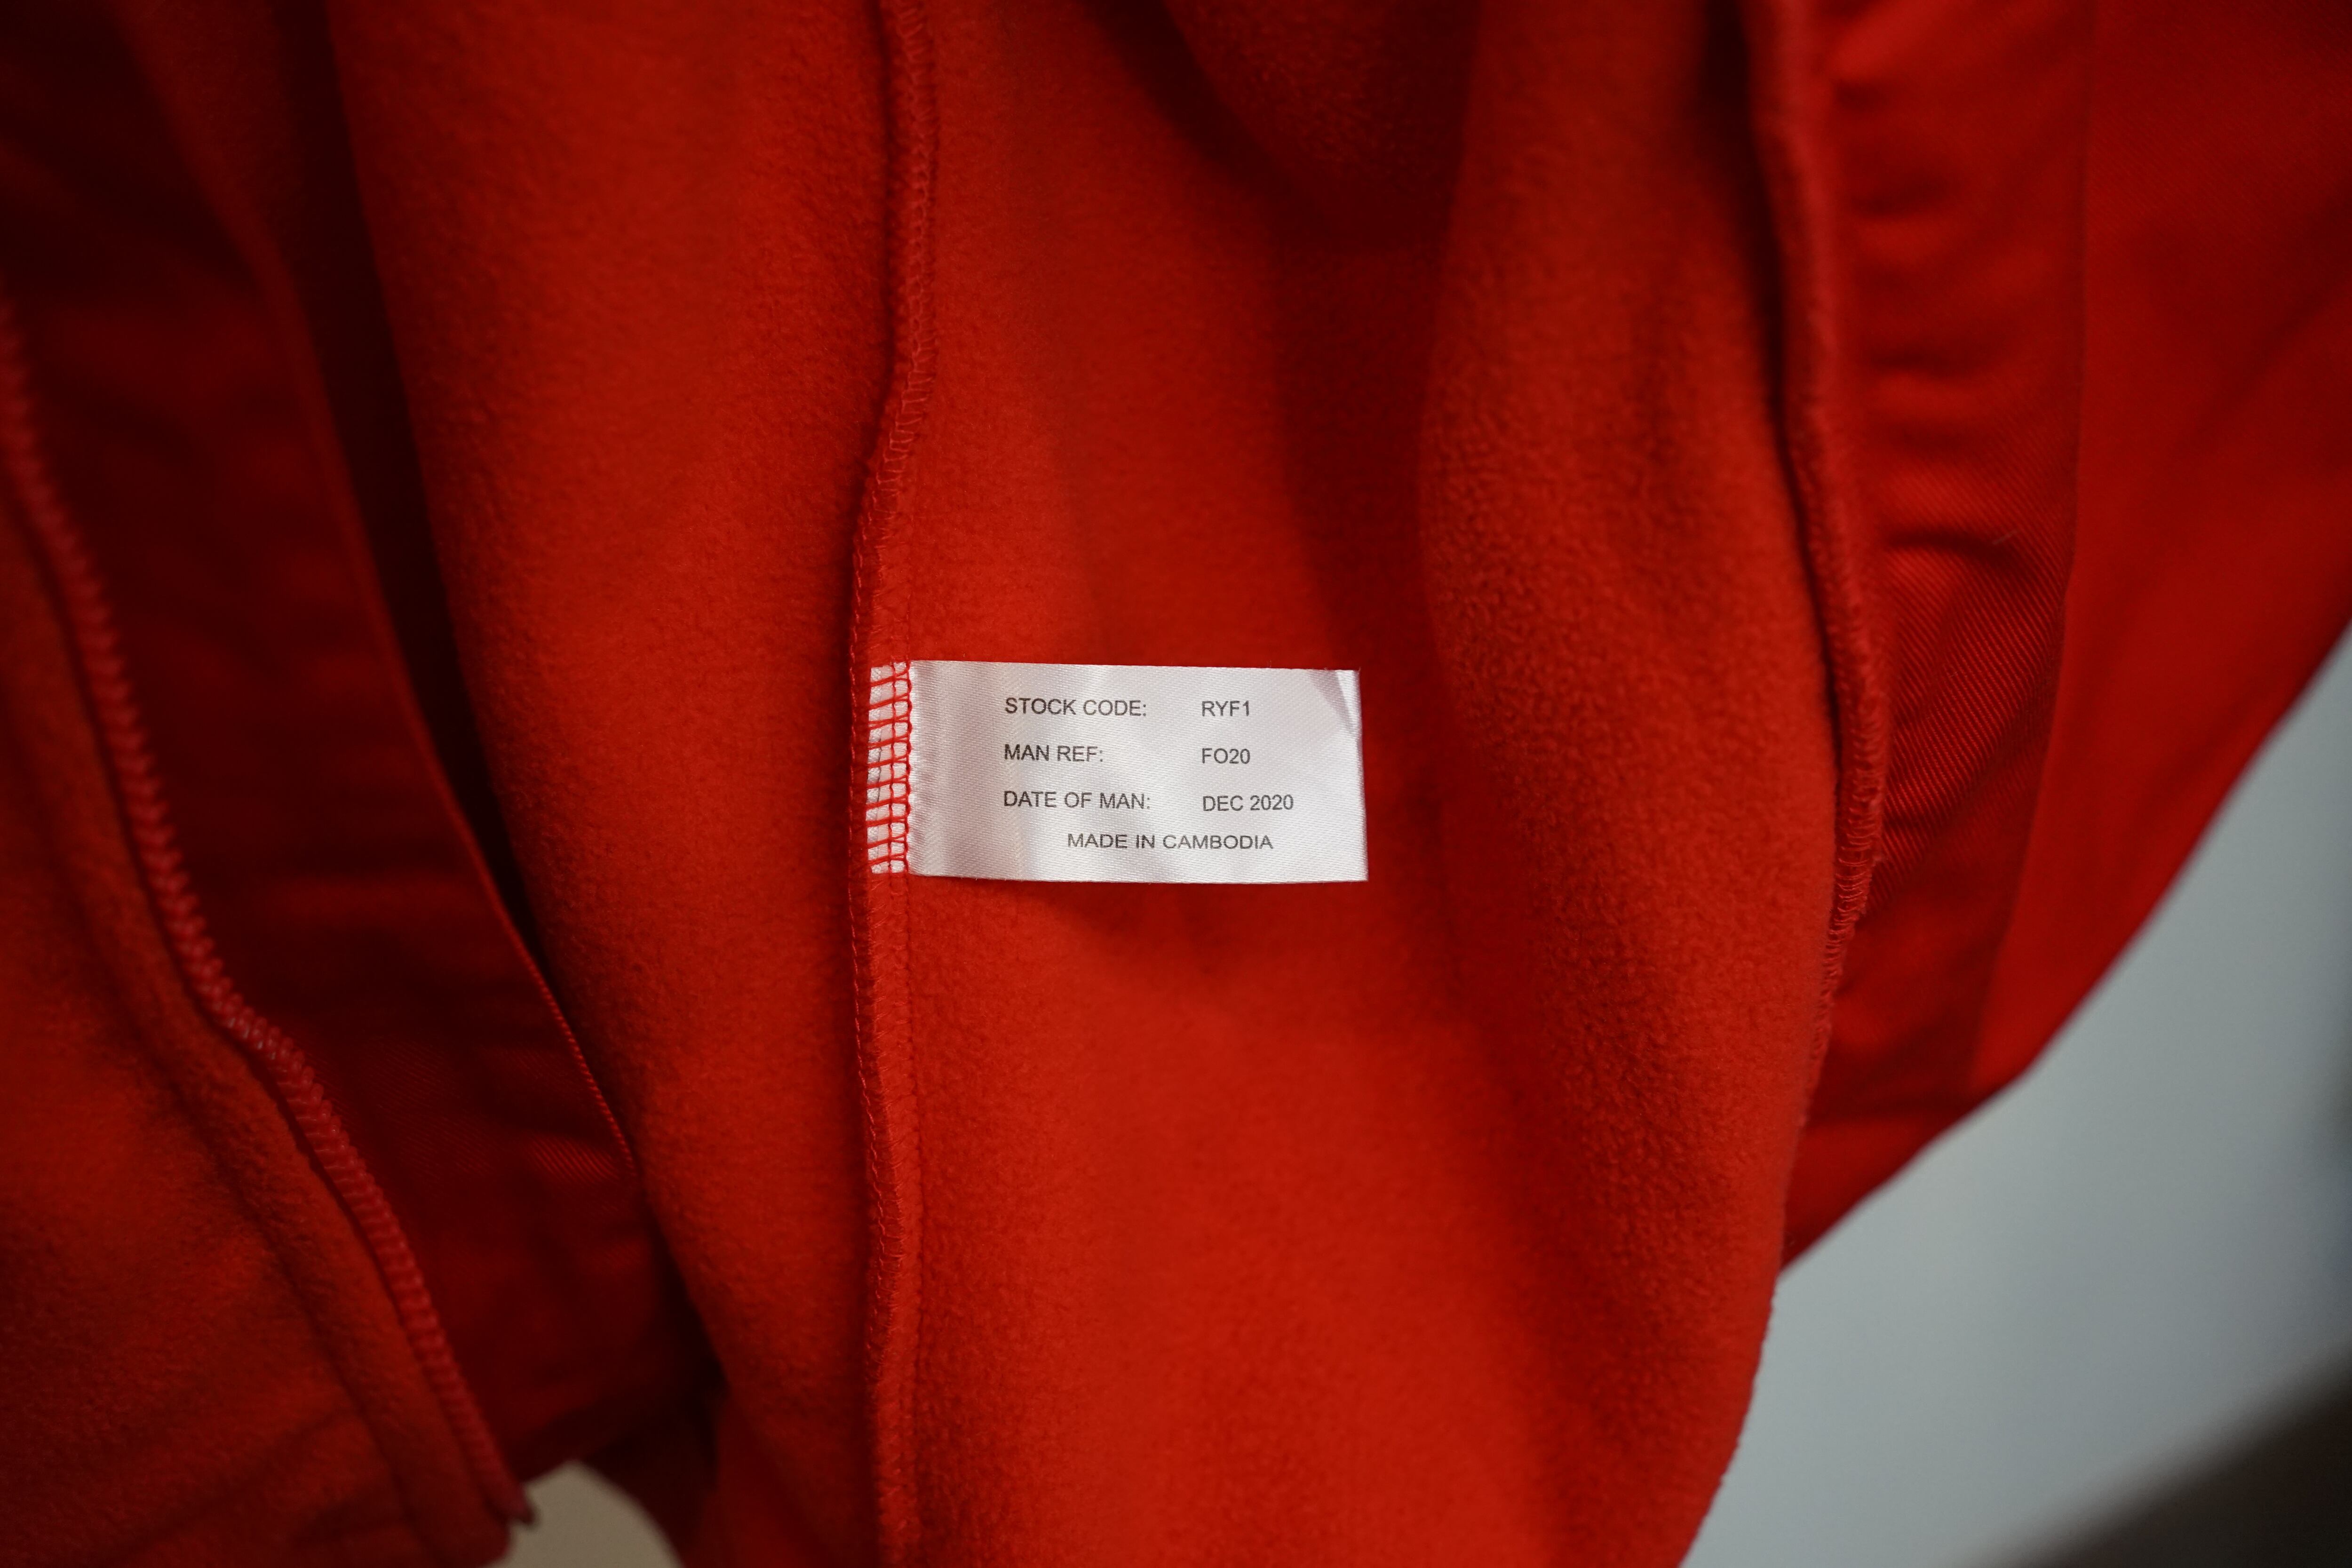 STOCK CODE: RYF1
MAN REF: FO20
DATE OF MAN: DEC 2020
MADE IN CAMBODIA